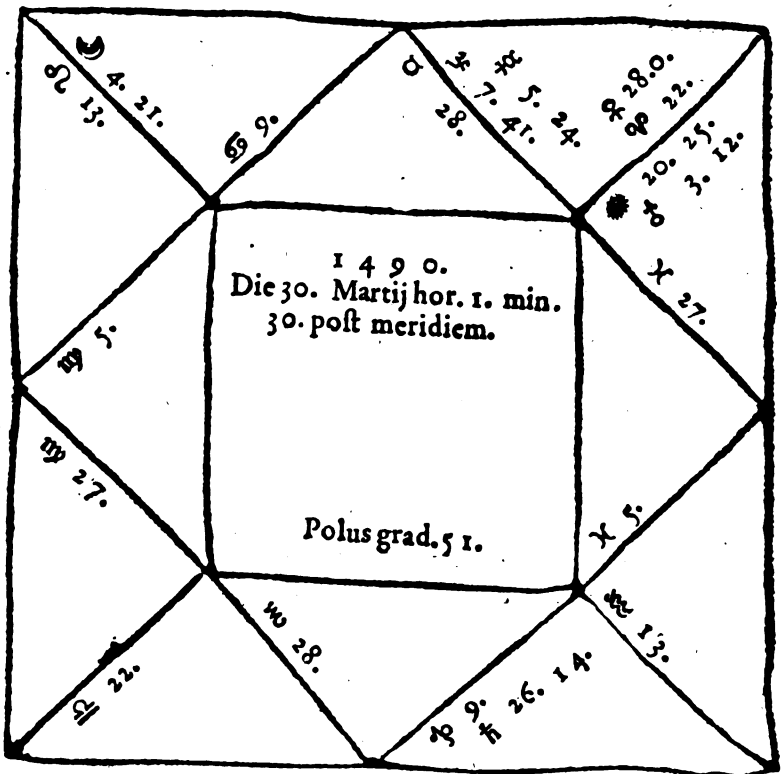 ☽ 4. 21.
♌ 13.
♋ 9.
♉ 28.
7. 41.
5. 24.
♀ 28.0.
♈ 22.
☉ 20. 25.
♂ 3. 12.
♓ 27.
1 4 9 0.
Die 30. Martij hor. 1. min.
30. poſt meridiem.
♍ 5.
♍ 27.
Polus grad. 5 1.
♓ 5.
♏ 28.
♒ 13.
♎ 22.
♑ 9.
♄ 26. 14.